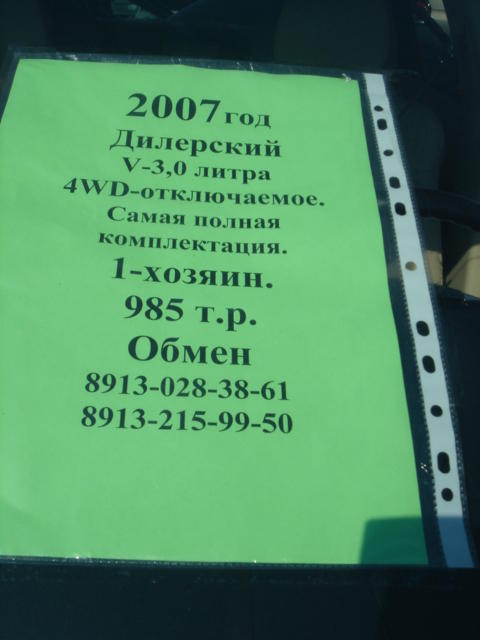 2007 год
Дилерский
V-3,0 литра
4WD-отключаемое.
Самая полная
комплектация.
1-хозяин.
985 т.р.
Обмен
8913-028-38-61
8913-215-99-50